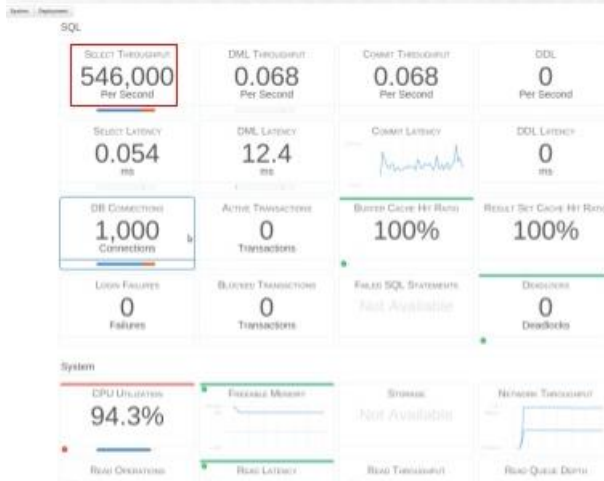 System Deployment
SQL
SELECT THROUGHPUT
546,000
Per Second
DML THROUGHPUT
0.068
Per Second
COMMIT THROUGHPUT
0.068
Per Second
DDL
0
Per Second
SELECT LATENCY
0.054
ms
DML LATENCY
12.4
ms
COMMIT LATENCY
DDL LATENCY
0
ms
DB CONNECTIONS
1,000
Connections
ACTIVE TRANSACTIONS
0
Transactions
BUFFER CACHE HIT RATIO
100%
RESULT SET CACHE HIT RATIO
100%
LOGIN FAILURES
0
Failures
BLOCKED TRANSACTIONS
0
Transactions
FAILED SQL STATEMENTS
Not Available
DEADLOCKS
0
Deadlocks
System
CPU UTILIZATION
94.3%
FREEABLE MEMORY
STORAGE
Not Available
NETWORK THROUGHPUT
READ OPERATIONS
READ LATENCY
READ THROUGHPUT
READ QUEUE DEPTH